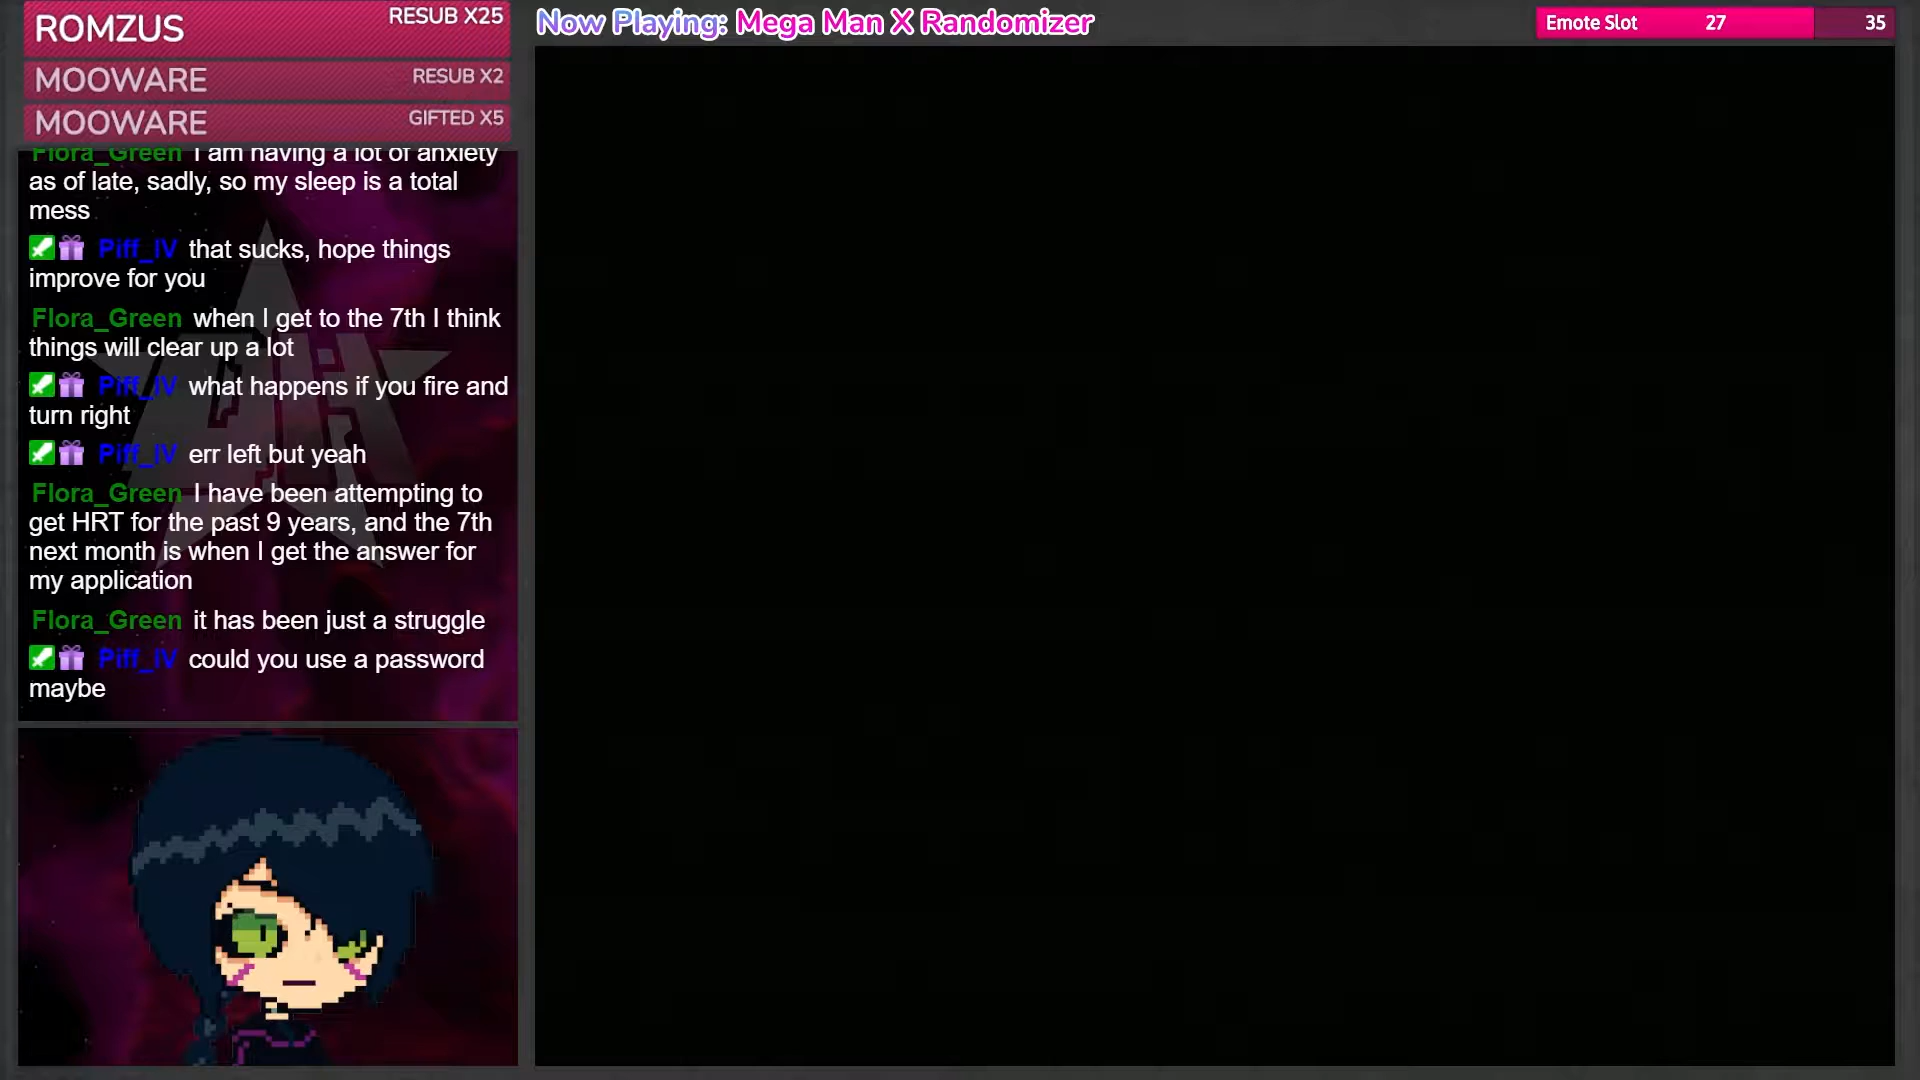 ROMZUS RESUB X25
MOOWARE RESUB X2
MOOWARE GIFTED X5
Now Playing: Mega Man X Randomizer
Emote Slot 27 35
Flora_Green I am having a lot of anxiety
as of late, sadly, so my sleep is a total
mess
Piff_IV that sucks, hope things
improve for you
Flora_Green when I get to the 7th I think
things will clear up a lot
Piff_IV what happens if you fire and
turn right
Piff_IV err left but yeah
Flora_Green I have been attempting to
get HRT for the past 9 years, and the 7th
next month is when I get the answer for
my application
Flora_Green it has been just a struggle
Piff_IV could you use a password
maybe